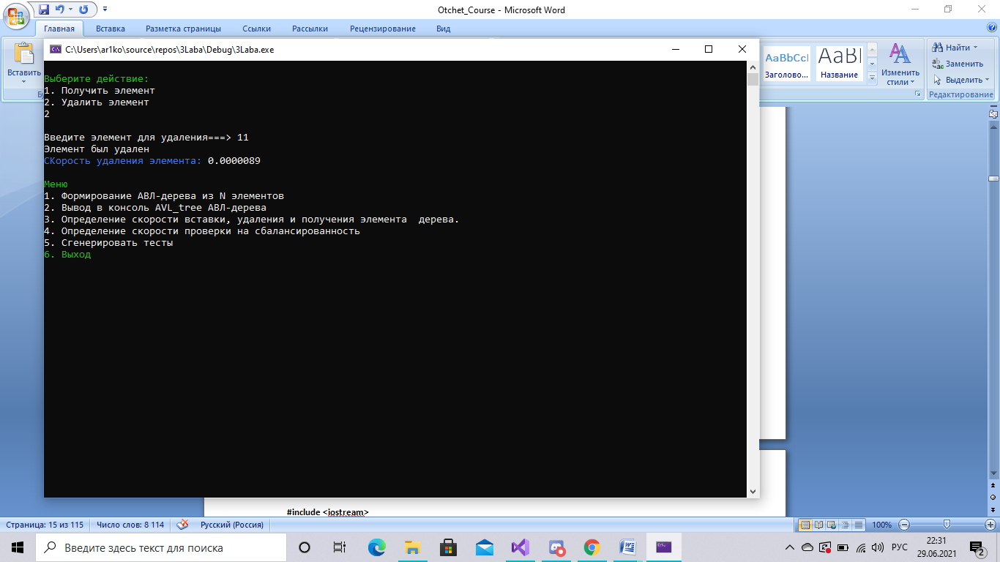 Otchet_Course - Microsoft Word
Главная Вставка Разметка страницы Ссылки Рассылки Рецензирование Вид
C:\Users\ar1ko\source\repos\3Laba\Debug\3Laba.exe
Вставить
AaBbCcI AaBl
Заголово... Название
Изменить стили
Найти
Заменить
Выделить
Редактирование
Выберите действие:
1. Получить элемент
2. Удалить элемент
2
Введите элемент для удаления===> 11
Элемент был удален
СКорость удаления элемента: 0.0000089
Меню
1. Формирование АВЛ-дерева из N элементов
2. Вывод в консоль AVL_tree АВЛ-дерева
3. Определение скорости вставки, удаления и получения элемента  дерева.
4. Определение скорости проверки на сбалансированность
5. Сгенерировать тесты
6. Выход
#include <iostream>
Страница: 15 из 115 Число слов: 8 114 Русский (Россия) 100%
Введите здесь текст для поиска
РУС
22:31
29.06.2021
2